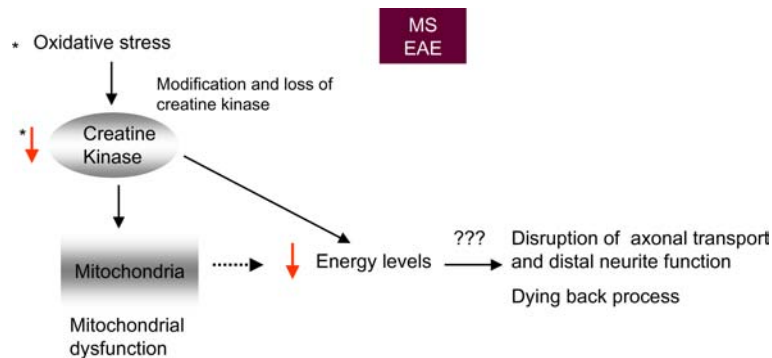 MS
EAE
* Oxidative stress
Modification and loss of
creatine kinase
*
Creatine
Kinase
Mitochondria
Energy levels
???
Disruption of axonal transport
and distal neurite function
Dying back process
Mitochondrial
dysfunction